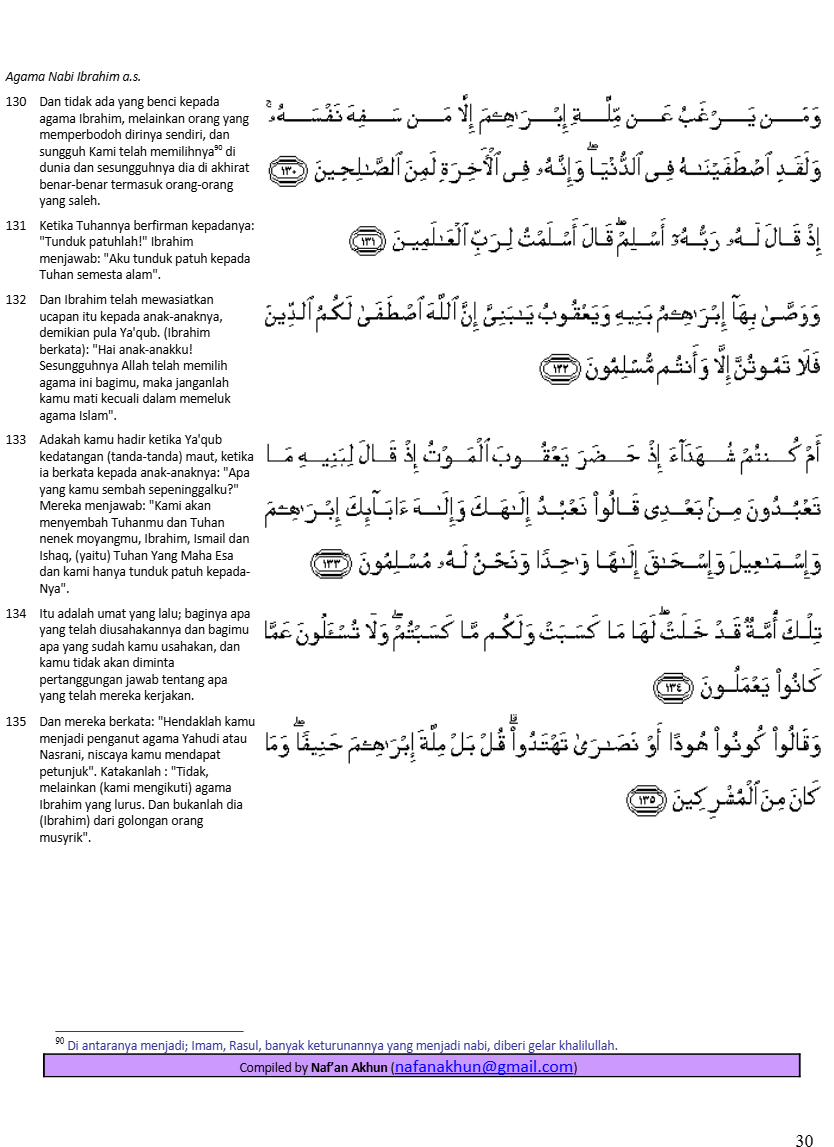 Agama Nabi Ibrahim a.s.
130 Dan tidak ada yang benci kepada
agama Ibrahim, melainkan orang yang
memperbodoh dirinya sendiri, dan
sungguh Kami telah memilihnya⁹⁰ di
dunia dan sesungguhnya dia di akhirat
benar-benar termasuk orang-orang
yang saleh.
وَمَن يَرْغَبُ عَن مِّلَّةِ إِبْرَٰهِـۧمَ إِلَّا مَن سَفِهَ نَفْسَهُۥ ۚ
وَلَقَدِ ٱصْطَفَيْنَـٰهُ فِى ٱلدُّنْيَا ۖ وَإِنَّهُۥ فِى ٱلْـَٔاخِرَةِ لَمِنَ ٱلصَّـٰلِحِينَ ١٣٠
131 Ketika Tuhannya berfirman kepadanya:
"Tunduk patuhlah!" Ibrahim
menjawab: "Aku tunduk patuh kepada
Tuhan semesta alam".
إِذْ قَالَ لَهُۥ رَبُّهُۥٓ أَسْلِمْ ۖ قَالَ أَسْلَمْتُ لِرَبِّ ٱلْعَـٰلَمِينَ ١٣١
132 Dan Ibrahim telah mewasiatkan
ucapan itu kepada anak-anaknya,
demikian pula Ya'qub. (Ibrahim
berkata): "Hai anak-anakku!
Sesungguhnya Allah telah memilih
agama ini bagimu, maka janganlah
kamu mati kecuali dalam memeluk
agama Islam".
وَوَصَّىٰ بِهَآ إِبْرَٰهِـۧمُ بَنِيهِ وَيَعْقُوبُ يَـٰبَنِىَّ إِنَّ ٱللَّهَ ٱصْطَفَىٰ لَكُمُ ٱلدِّينَ
فَلَا تَمُوتُنَّ إِلَّا وَأَنتُم مُّسْلِمُونَ ١٣٢
133 Adakah kamu hadir ketika Ya'qub
kedatangan (tanda-tanda) maut, ketika
ia berkata kepada anak-anaknya: "Apa
yang kamu sembah sepeninggalku?"
Mereka menjawab: "Kami akan
menyembah Tuhanmu dan Tuhan
nenek moyangmu, Ibrahim, Ismail dan
Ishaq, (yaitu) Tuhan Yang Maha Esa
dan kami hanya tunduk patuh kepada-
Nya".
أَمْ كُنتُمْ شُهَدَآءَ إِذْ حَضَرَ يَعْقُوبَ ٱلْمَوْتُ إِذْ قَالَ لِبَنِيهِ مَا
تَعْبُدُونَ مِنۢ بَعْدِى قَالُوا۟ نَعْبُدُ إِلَـٰهَكَ وَإِلَـٰهَ ءَابَآئِكَ إِبْرَٰهِـۧمَ
وَإِسْمَـٰعِيلَ وَإِسْحَـٰقَ إِلَـٰهًا وَٰحِدًا وَنَحْنُ لَهُۥ مُسْلِمُونَ ١٣٣
134 Itu adalah umat yang lalu; baginya apa
yang telah diusahakannya dan bagimu
apa yang sudah kamu usahakan, dan
kamu tidak akan diminta
pertanggungan jawab tentang apa
yang telah mereka kerjakan.
تِلْكَ أُمَّةٌ قَدْ خَلَتْ ۖ لَهَا مَا كَسَبَتْ وَلَكُم مَّا كَسَبْتُمْ ۖ وَلَا تُسْـَٔلُونَ عَمَّا
كَانُوا۟ يَعْمَلُونَ ١٣٤
135 Dan mereka berkata: "Hendaklah kamu
menjadi penganut agama Yahudi atau
Nasrani, niscaya kamu mendapat
petunjuk". Katakanlah : "Tidak,
melainkan (kami mengikuti) agama
Ibrahim yang lurus. Dan bukanlah dia
(Ibrahim) dari golongan orang
musyrik".
وَقَالُوا۟ كُونُوا۟ هُودًا أَوْ نَصَـٰرَىٰ تَهْتَدُوا۟ ۗ قُلْ بَلْ مِلَّةَ إِبْرَٰهِـۧمَ حَنِيفًا ۖ وَمَا
كَانَ مِنَ ٱلْمُشْرِكِينَ ١٣٥
⁹⁰ Di antaranya menjadi; Imam, Rasul, banyak keturunannya yang menjadi nabi, diberi gelar khalilullah.
Compiled by Naf'an Akhun (nafanakhun@gmail.com)
30